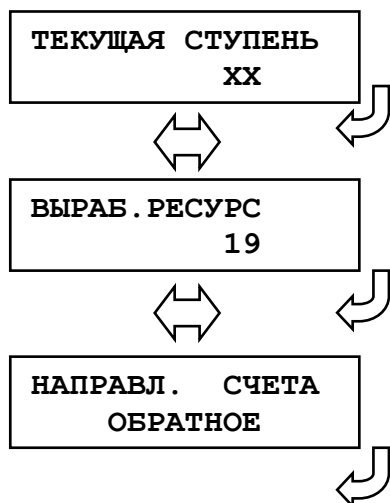 ТЕКУЩАЯ СТУПЕНЬ
XX
ВЫРАБ.РЕСУРС
19
НАПРАВЛ. СЧЕТА
ОБРАТНОЕ